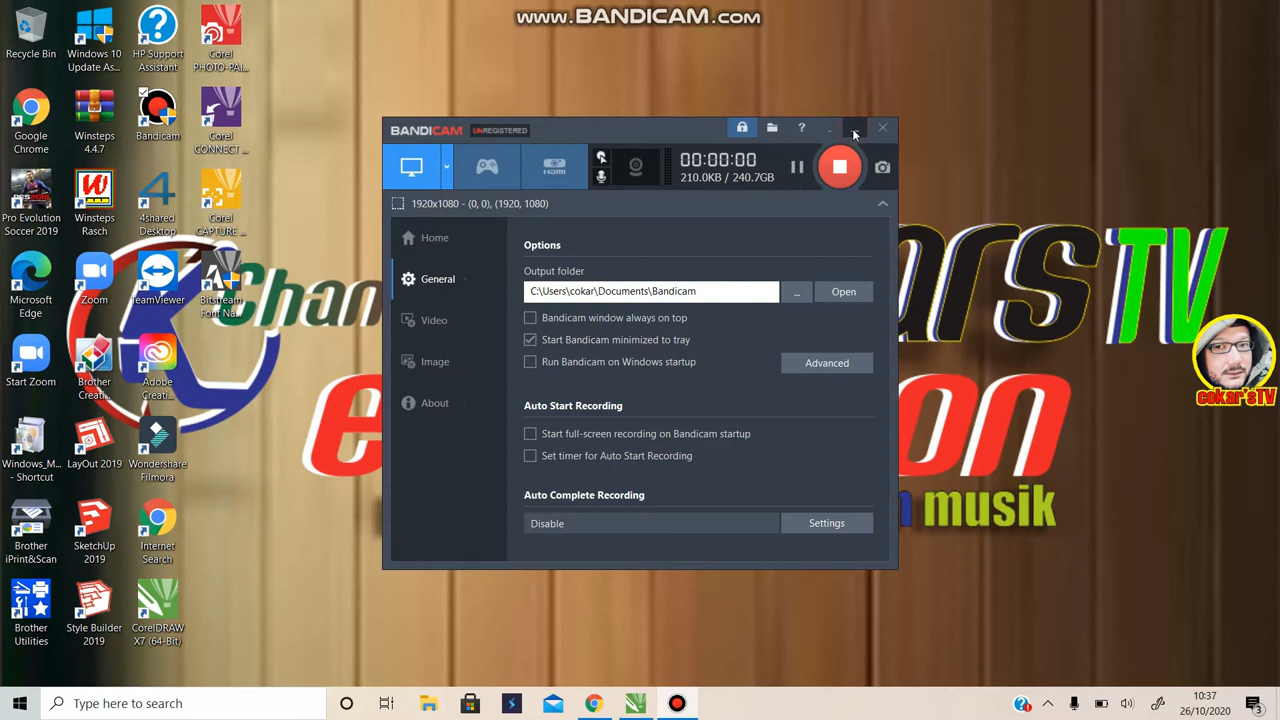 www.BANDICAM.com
Recycle Bin
Windows 10
Update As...
HP Support
Assistant
Corel
PHOTO-PAI...
Google
Chrome
Winsteps
4.4.7
Bandicam
Corel
CONNECT ...
Pro Evolution
Soccer 2019
Winsteps
Rasch
4shared
Desktop
Corel
CAPTURE ...
Microsoft
Edge
Zoom
TeamViewer
Bitstream
Font Na...
Start Zoom
Brother
Creati...
Adobe
Creati...
Windows_M...
- Shortcut
LayOut 2019
Wondershare
Filmora
Brother
iPrint&Scan
SketchUp
2019
Internet
Search
Brother
Utilities
Style Builder
2019
CorelDRAW
X7 (64-Bit)
BANDICAM UNREGISTERED
HDMI
00:00:00
210.0KB / 240.7GB
1920x1080 - (0, 0), (1920, 1080)
Home
General
Video
Image
About
Options
Output folder
C:\Users\cokar\Documents\Bandicam
...
Open
Bandicam window always on top
Start Bandicam minimized to tray
Run Bandicam on Windows startup
Advanced
Auto Start Recording
Start full-screen recording on Bandicam startup
Set timer for Auto Start Recording
Auto Complete Recording
Disable
Settings
Chan
arsTV
e
on
musik
cokar'sTV
Type here to search
10:37
26/10/2020
3